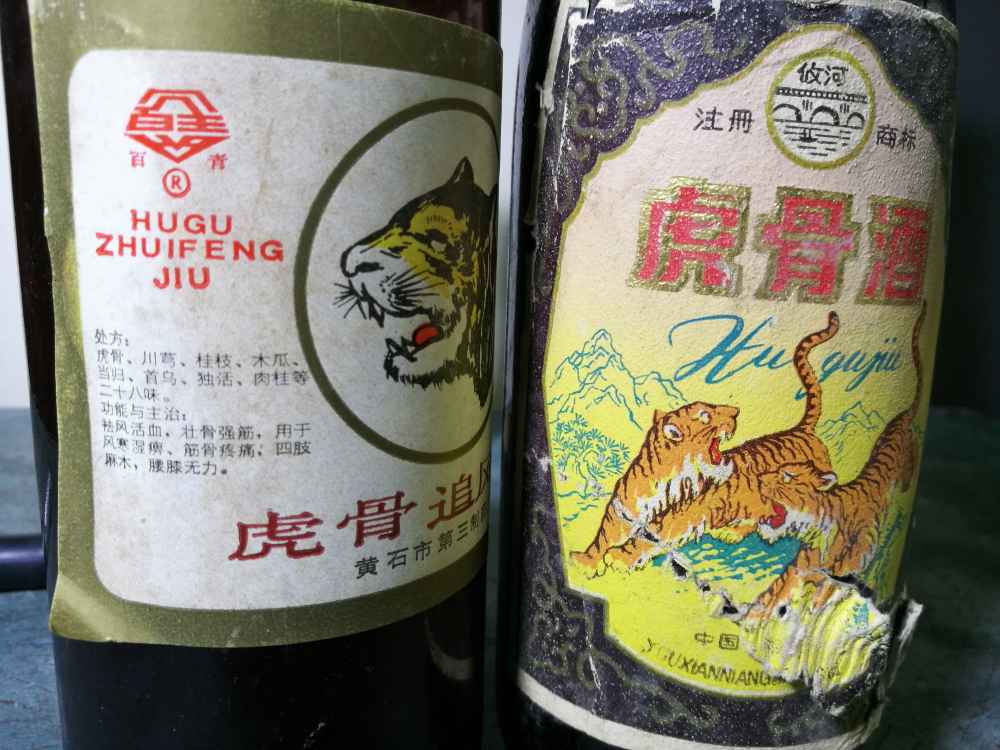 百青
®
HUGU
ZHUIFENG
JIU
处方：
虎骨、川芎、桂枝、木瓜、
当归、首乌、独活、肉桂等
二十八味。
功能与主治：
祛风活血、壮骨强筋，用于
风寒湿痹、筋骨疼痛，四肢
麻木，腰膝无力。
虎骨追风
黄石市第三制
攸河
注册 商标
虎骨酒
Hugujiu
中国
YOUXIANNIANG